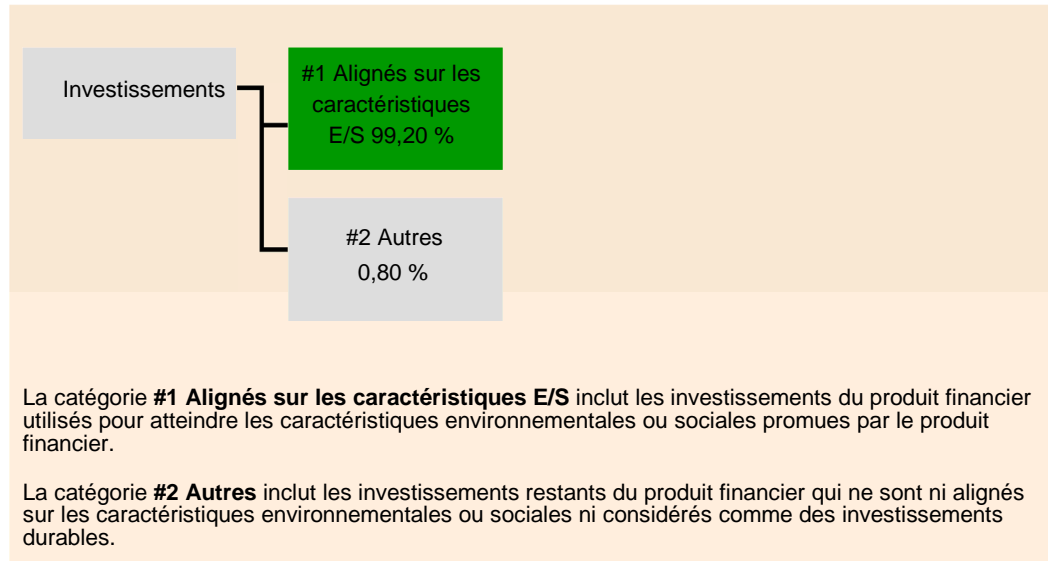 Investissements
#1 Alignés sur les
caractéristiques
E/S 99,20 %
#2 Autres
0,80 %
La catégorie #1 Alignés sur les caractéristiques E/S inclut les investissements du produit financier
utilisés pour atteindre les caractéristiques environnementales ou sociales promues par le produit
financier.
La catégorie #2 Autres inclut les investissements restants du produit financier qui ne sont ni alignés
sur les caractéristiques environnementales ou sociales ni considérés comme des investissements
durables.